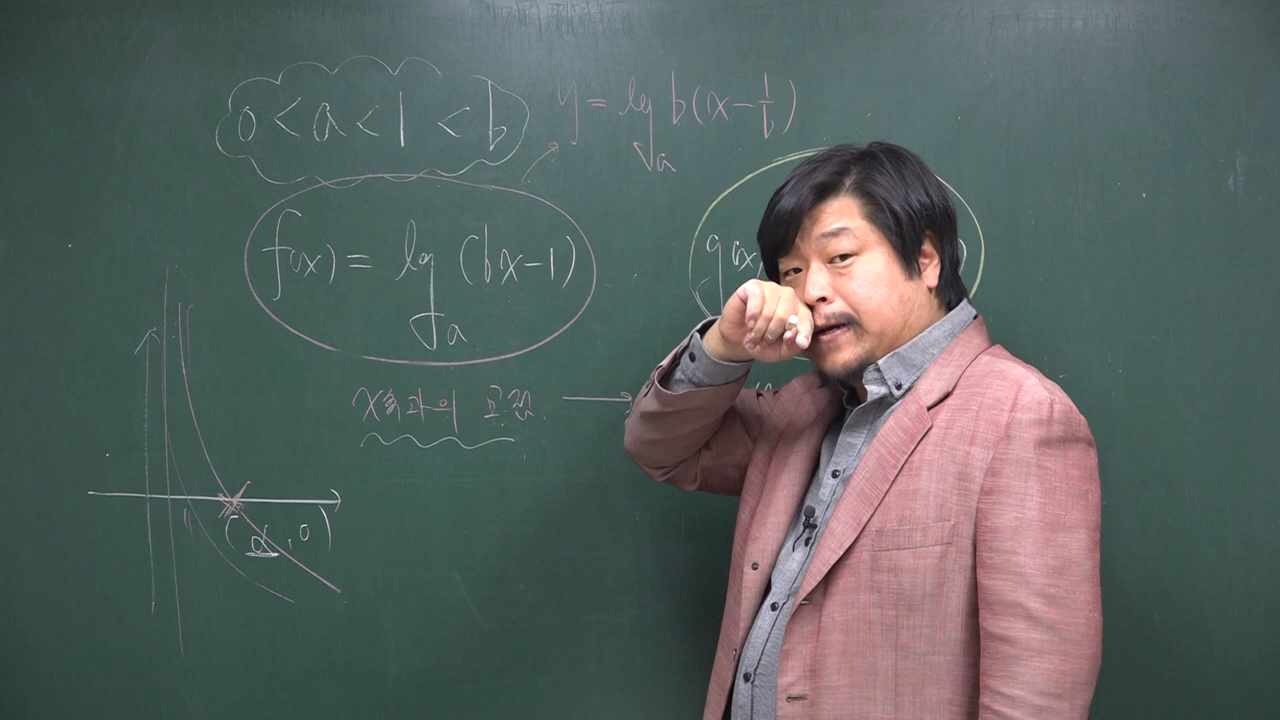 0 < a < 1 < b
y = log_a b(x - 1/b)
f(x) = log_a (bx-1)
g(x)
x축과의 교점 →
(α, 0)